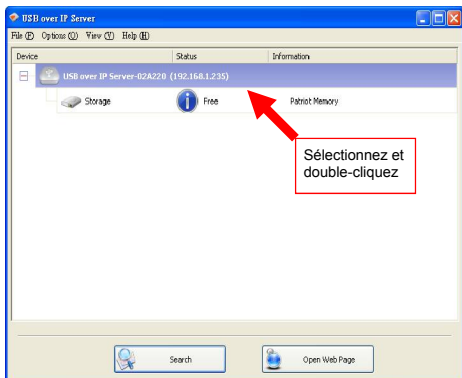 USB over IP Server
File (F) Options (O) View (V) Help (H)
Device Status Information
USB over IP Server-02A220 (192.168.1.235)
Storage Free Patriot Memory
Sélectionnez et
double-cliquez
Search Open Web Page